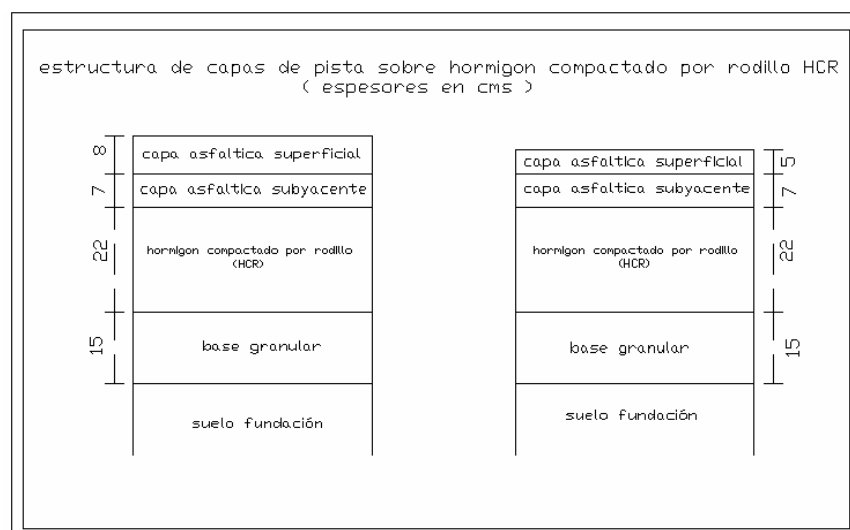 estructura de capas de pista sobre hormigon compactado por rodillo HCR
( espesores en cms )
8
capa asfaltica superficial
7
capa asfaltica subyacente
22
hormigon compactado por rodillo
(HCR)
15
base granular
suelo fundación
capa asfaltica superficial
5
capa asfaltica subyacente
7
hormigon compactado por rodillo
(HCR)
22
base granular
15
suelo fundación